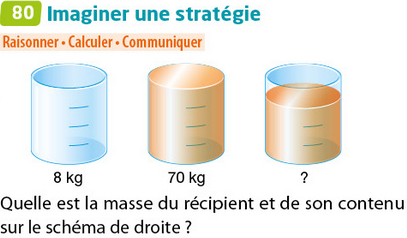 80 Imaginer une stratégie
Raisonner • Calculer • Communiquer
8 kg 70 kg ?
Quelle est la masse du récipient et de son contenu
sur le schéma de droite ?